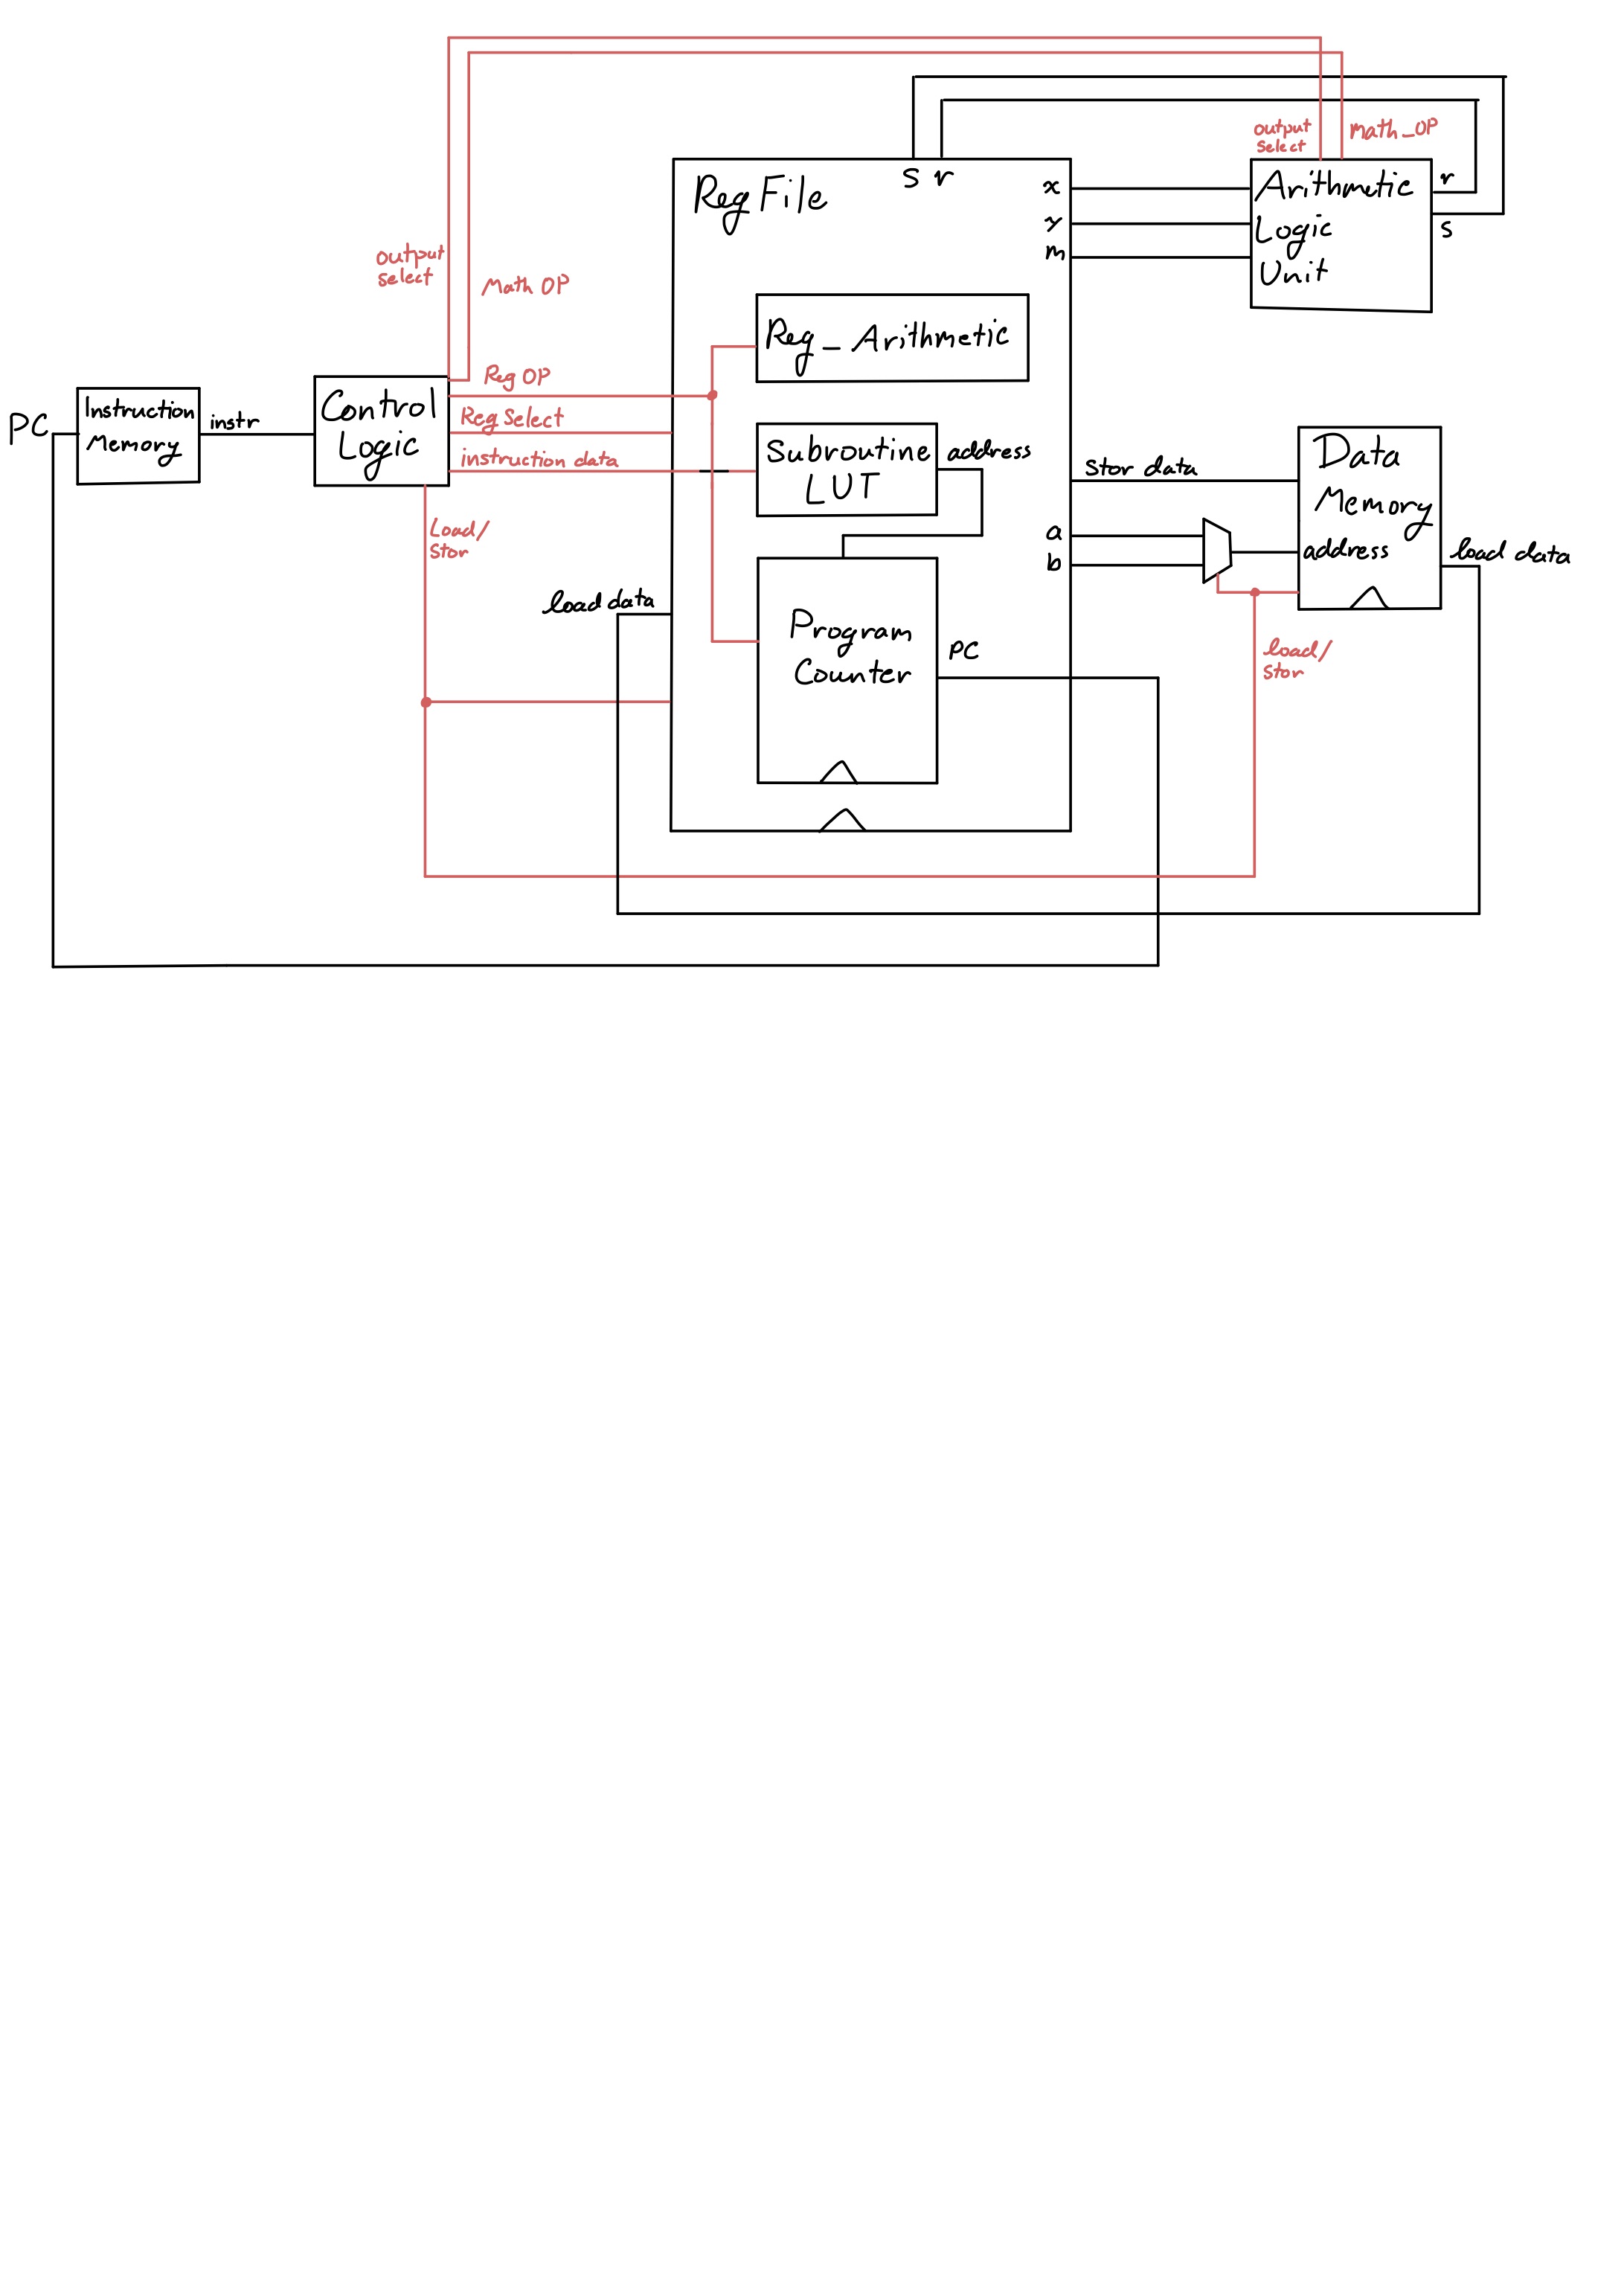 output
select
Math_OP
s r
Reg File
x
y
m
Arithmetic
Logic
Unit
r
s
output
select
Math OP
Reg_Arithmetic
Reg OP
Reg Select
instruction data
PC
Instruction
Memory
instr
Control
Logic
Subroutine
LUT
address
Stor data
Data
Memory
address
a
b
load data
Load/
Stor
load data
Program
Counter
PC
load/
Stor